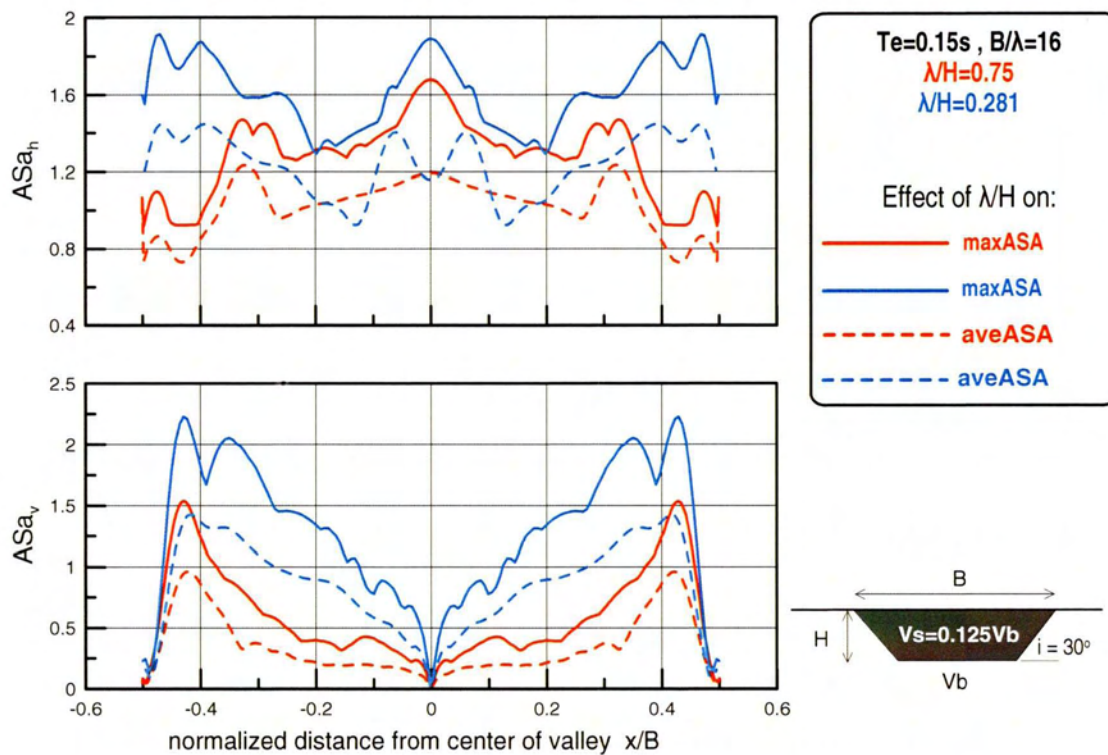 2
1.6
1.2
0.8
0.4
ASaₕ
2.5
2
1.5
1
0.5
0
ASaᵥ
-0.6
-0.4
-0.2
0
0.2
0.4
0.6
normalized distance from center of valley x/B
Te=0.15s , B/λ=16
λ/H=0.75
λ/H=0.281
Effect of λ/H on:
maxASA
maxASA
aveASA
aveASA
B
H
Vs=0.125Vb
i = 30°
Vb